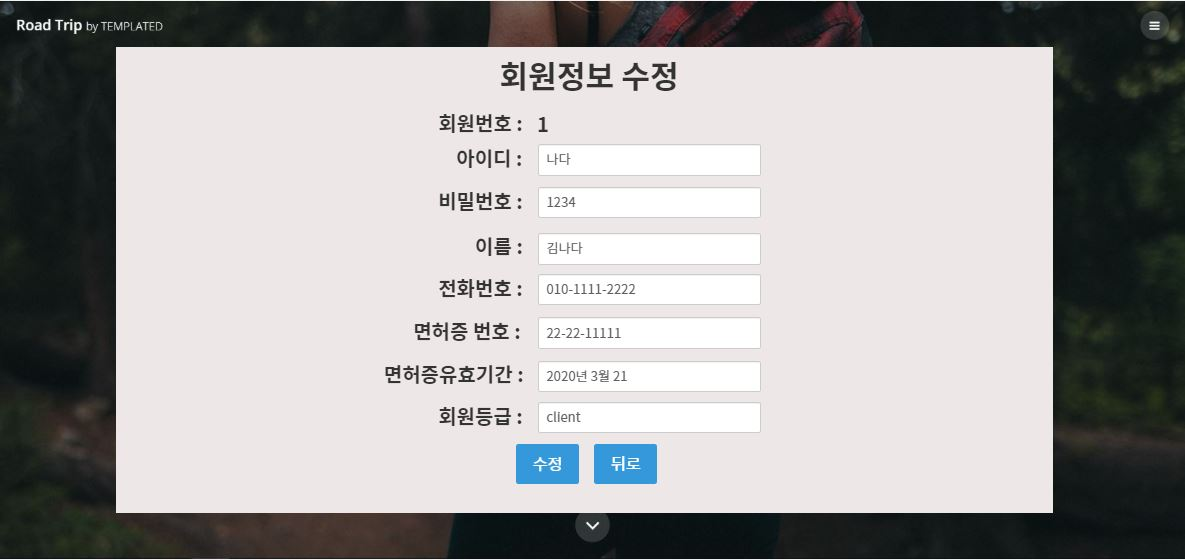 Road Trip by TEMPLATED
회원정보 수정
회원번호 : 1
아이디 : 나다
비밀번호 : 1234
이름 : 김나다
전화번호 : 010-1111-2222
면허증 번호 : 22-22-11111
면허증유효기간 : 2020년 3월 21
회원등급 : client
수정 뒤로